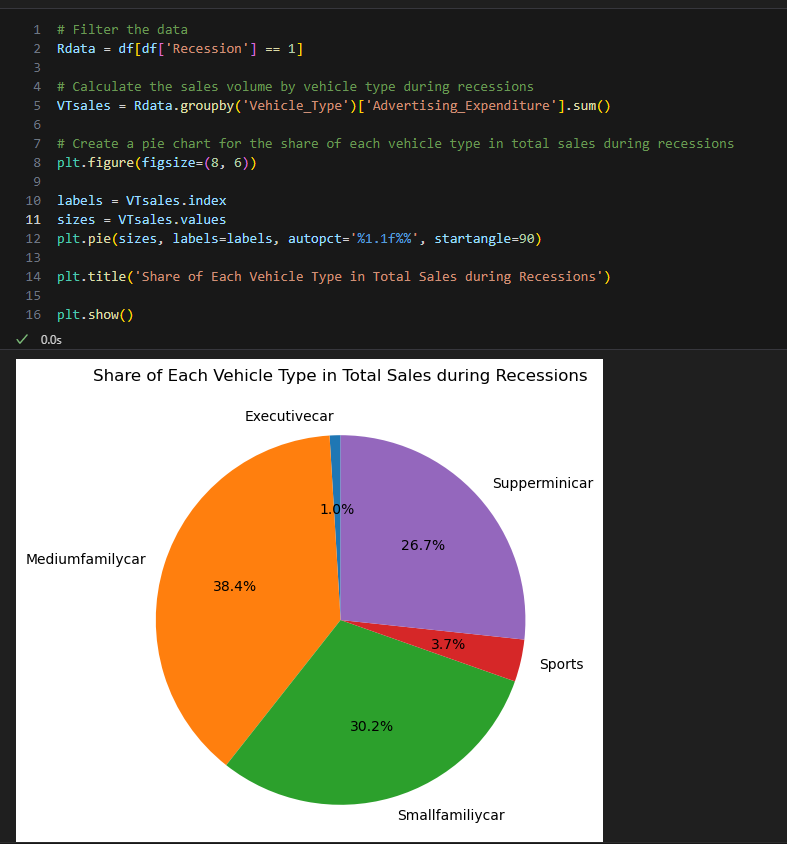 1 # Filter the data
2 Rdata = df[df['Recession'] == 1]
3
4 # Calculate the sales volume by vehicle type during recessions
5 VTsales = Rdata.groupby('Vehicle_Type')['Advertising_Expenditure'].sum()
6
7 # Create a pie chart for the share of each vehicle type in total sales during recessions
8 plt.figure(figsize=(8, 6))
9
10 labels = VTsales.index
11 sizes = VTsales.values
12 plt.pie(sizes, labels=labels, autopct='%1.1f%%', startangle=90)
13
14 plt.title('Share of Each Vehicle Type in Total Sales during Recessions')
15
16 plt.show()
0.0s
Share of Each Vehicle Type in Total Sales during Recessions
Executivecar
Supperminicar
1.0%
26.7%
Mediumfamilycar
38.4%
3.7%
Sports
30.2%
Smallfamiliycar